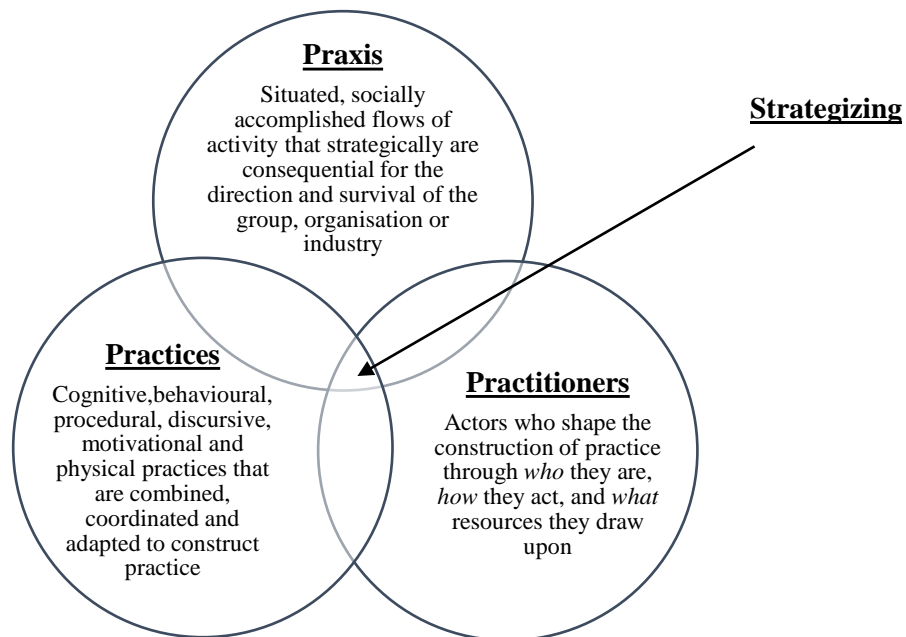 Praxis
Situated, socially
accomplished flows of
activity that strategically are
consequential for the
direction and survival of the
group, organisation or
industry
Strategizing
Practices
Cognitive,behavioural,
procedural, discursive,
motivational and
physical practices that
are combined,
coordinated and
adapted to construct
practice
Practitioners
Actors who shape the
construction of practice
through who they are,
how they act, and what
resources they draw
upon